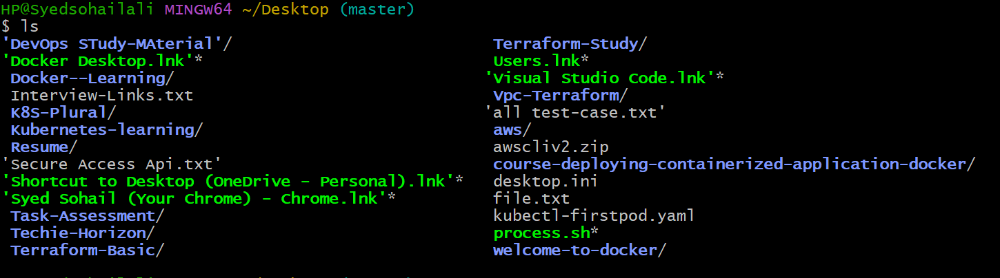 HP@Syedsohailali MINGW64 ~/Desktop (master)
$ ls
'DevOps STudy-MAterial'/ Terraform-Study/
'Docker Desktop.lnk'* Users.lnk*
Docker--Learning/ 'Visual Studio Code.lnk'*
Interview-Links.txt Vpc-Terraform/
K8S-Plural/ 'all test-case.txt'
Kubernetes-learning/ aws/
Resume/ awscliv2.zip
'Secure Access Api.txt' course-deploying-containerized-application-docker/
'Shortcut to Desktop (OneDrive - Personal).lnk'* desktop.ini
'Syed Sohail (Your Chrome) - Chrome.lnk'* file.txt
Task-Assessment/ kubectl-firstpod.yaml
Techie-Horizon/ process.sh*
Terraform-Basic/ welcome-to-docker/